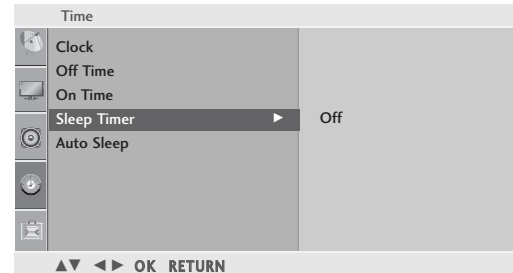 Time
Clock
Off Time
On Time
Sleep Timer ► Off
Auto Sleep
▲▼ ◄► OK RETURN